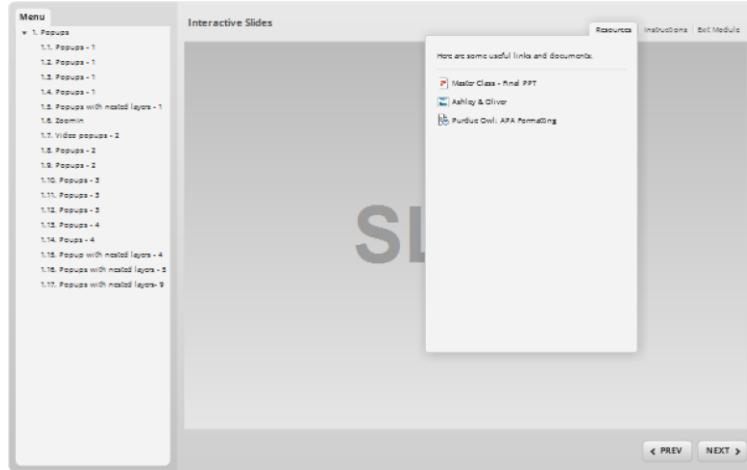 Menu
1. Popups
1.1. Popups - 1
1.2. Popups - 1
1.3. Popups - 1
1.4. Popups - 1
1.5. Popups with nested layers - 1
1.6. Zoomin
1.7. Video popups - 2
1.8. Popups - 2
1.9. Popups - 2
1.10. Popups - 3
1.11. Popups - 3
1.12. Popups - 3
1.13. Popups - 4
1.14. Poups - 4
1.15. Popup with nested layers - 4
1.16. Popups with nested layers - 5
1.17. Popups with nested layers- 9
Interactive Slides
Resources Instructions Exit Module
Here are some useful links and documents.
Master Class - Final PPT
Ashley & Oliver
Purdue Owl: APA Formatting
PREV NEXT